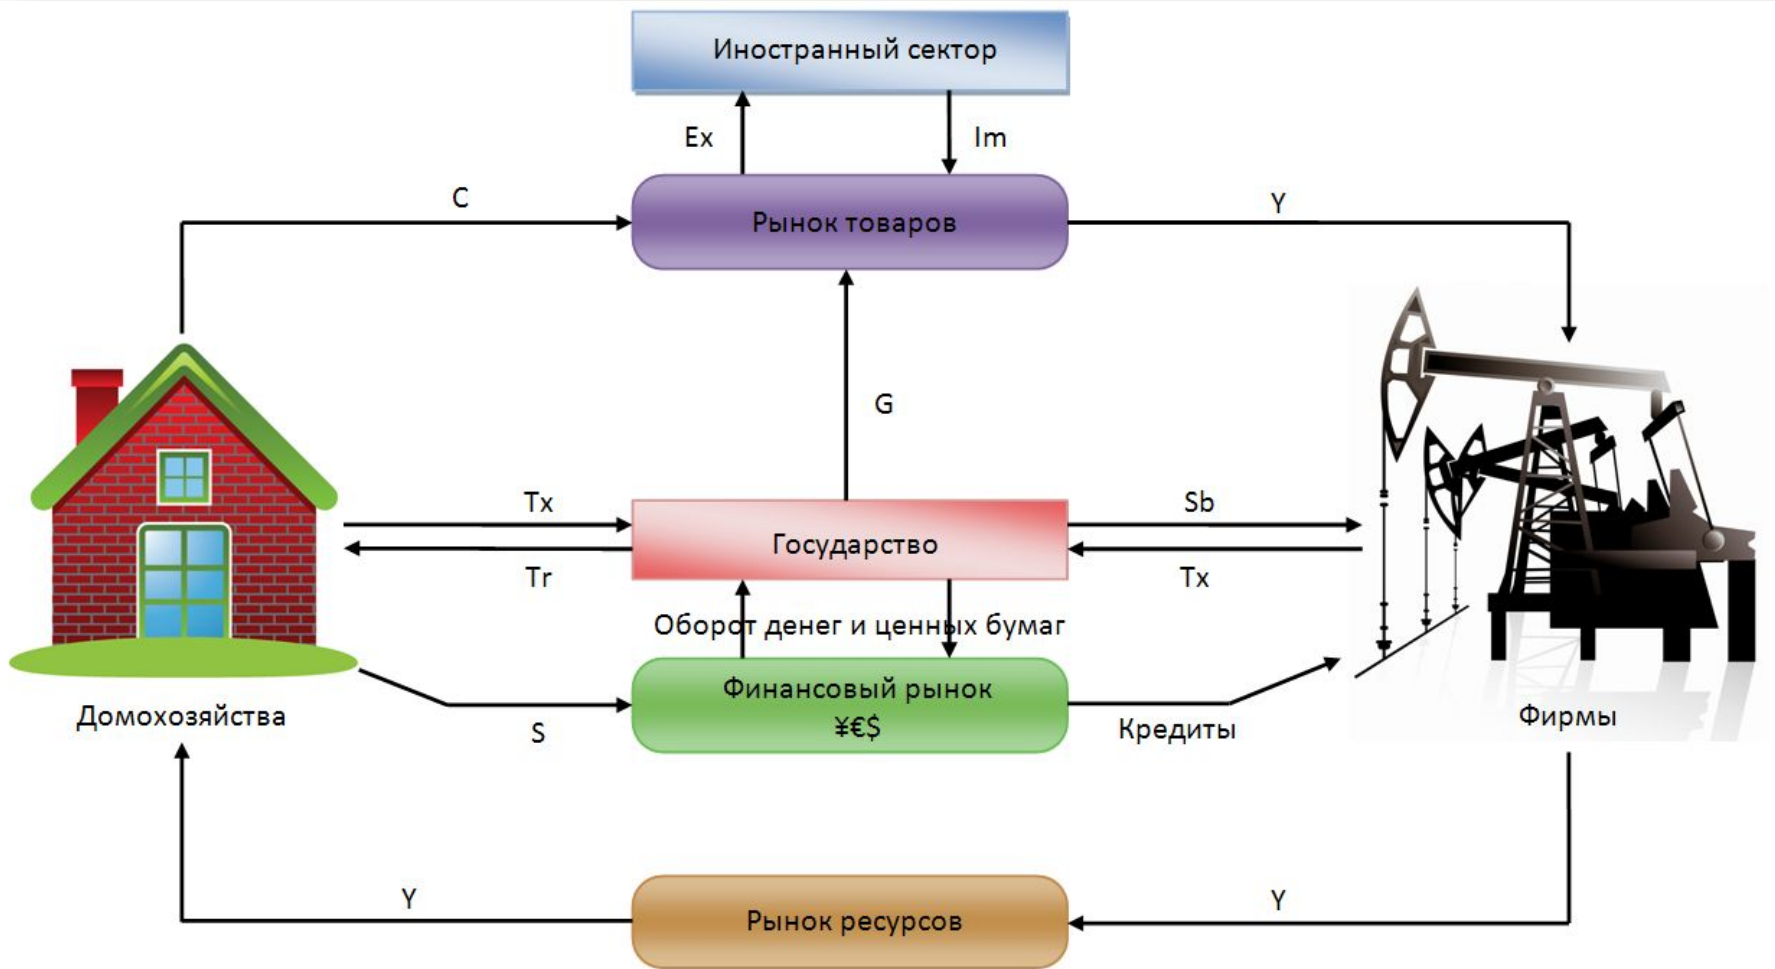 Иностранный сектор
Ex
Im
C
Рынок товаров
Y
G
Tx
Sb
Государство
Tr
Tx
Оборот денег и ценных бумаг
Финансовый рынок
¥€$
Домохозяйства
S
Кредиты
Фирмы
Y
Рынок ресурсов
Y